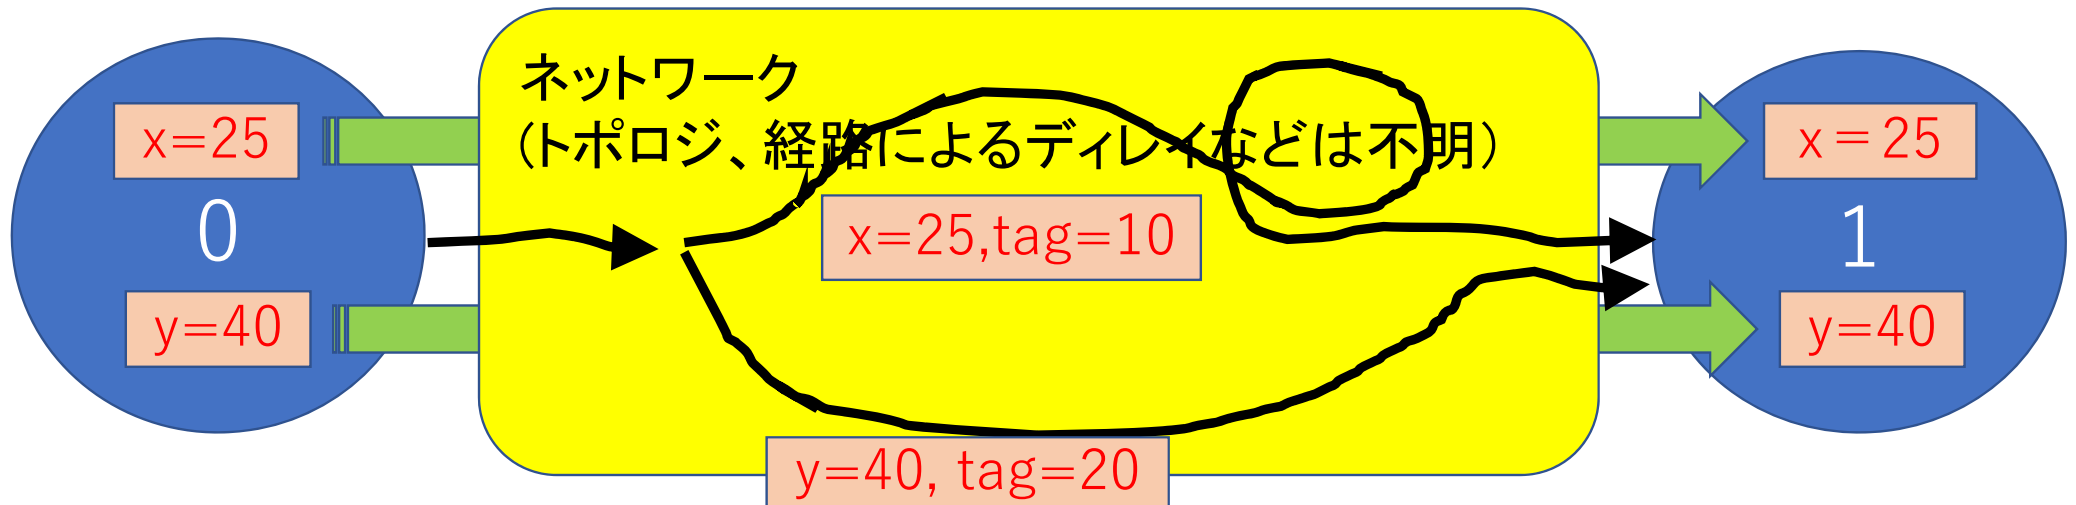 ネットワーク
（トポロジ、経路によるディレイなどは不明）
x=25
0
y=40
x=25,tag=10
y=40, tag=20
x＝25
1
y=40